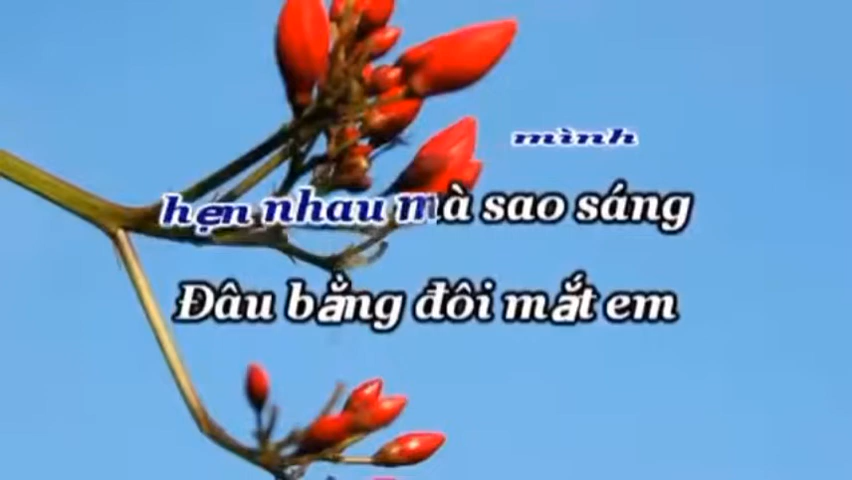 mình
hẹn nhau mà sao sáng
Đâu bằng đôi mắt em